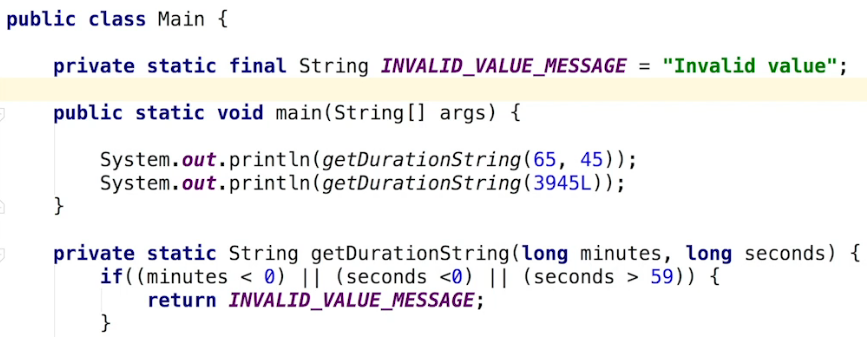 public class Main {
private static final String INVALID_VALUE_MESSAGE = "Invalid value";
public static void main(String[] args) {
System.out.println(getDurationString(65, 45));
System.out.println(getDurationString(3945L));
}
private static String getDurationString(long minutes, long seconds) {
if((minutes < 0) || (seconds <0) || (seconds > 59)) {
return INVALID_VALUE_MESSAGE;
}